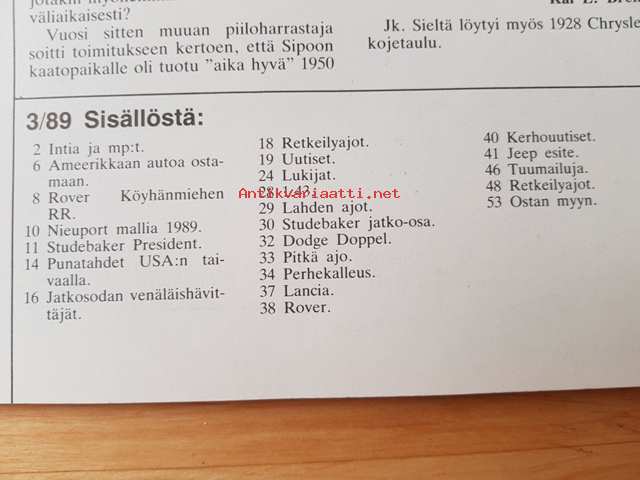 väliaikaisesti?
Vuosi sitten muuan piiloharrastaja
soitti toimitukseen kertoen, että Sipoon
kaatopaikalle oli tuotu ”aika hyvä” 1950
Jk. Sieltä löytyi myös 1928 Chrysle
kojetaulu.
3/89 Sisällöstä:
2 Intia ja mp:t.
6 Ameerikkaan autoa osta-
maan.
8 Rover Köyhänmiehen
RR.
10 Nieuport mallia 1989.
11 Studebaker President.
14 Punatahdet USA:n tai-
vaalla.
16 Jatkosodan venäläishävit-
täjät.
18 Retkeilyajot.
19 Uutiset.
24 Lukijat.
28 1/43.
29 Lahden ajot.
30 Studebaker jatko-osa.
32 Dodge Doppel.
33 Pitkä ajo.
34 Perhekalleus.
37 Lancia.
38 Rover.
40 Kerhouutiset.
41 Jeep esite.
46 Tuumailuja.
48 Retkeilyajot.
53 Ostan myyn.
Antikvariaatti.net